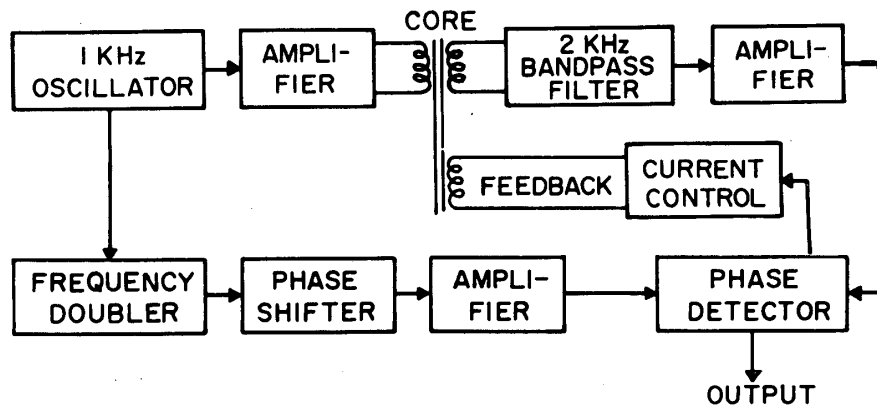 CORE
1 KHz
OSCILLATOR
AMPLI-
FIER
2 KHz
BANDPASS
FILTER
AMPLI-
FIER
FEEDBACK
CURRENT
CONTROL
FREQUENCY
DOUBLER
PHASE
SHIFTER
AMPLI-
FIER
PHASE
DETECTOR
OUTPUT